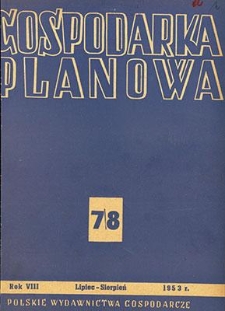 GOSPODARKA
PLANOWA
7/8
Rok VIII Lipiec-Sierpień 1953 r.
POLSKIE WYDAWNICTWA GOSPODARCZE